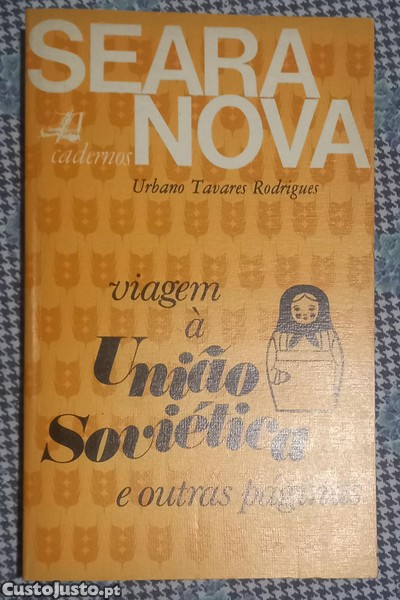 SEARA
NOVA
cadernos
Urbano Tavares Rodrigues
viagem
à
União
Soviética
e outras páginas
CustoJusto.pt